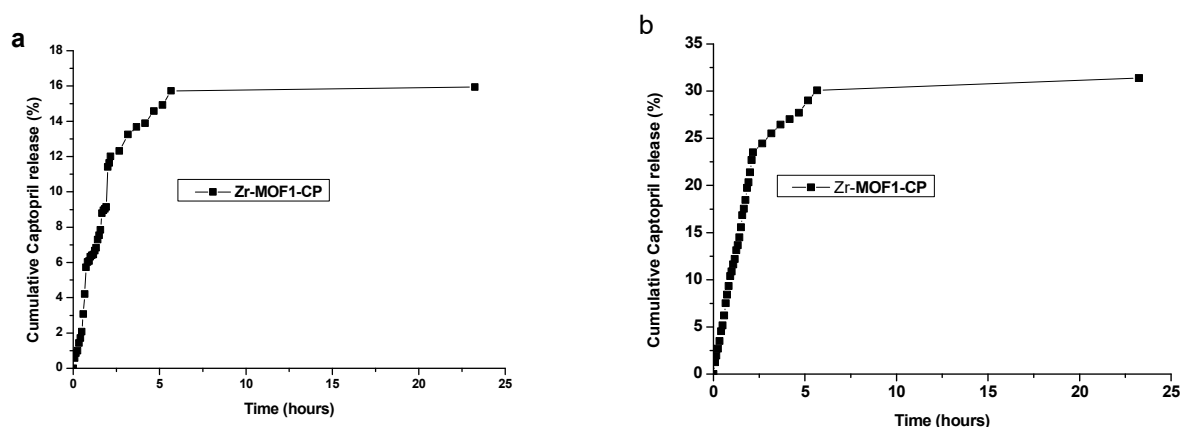 a
18
16
14
12
10
8
6
4
2
0
0 5 10 15 20 25
Cumulative Captopril release (%)
Time (hours)
Zr-MOF1-CP
b
35
30
25
20
15
10
5
0
0 5 10 15 20 25
Cumulative Captopril release (%)
Time (hours)
Zr-MOF1-CP